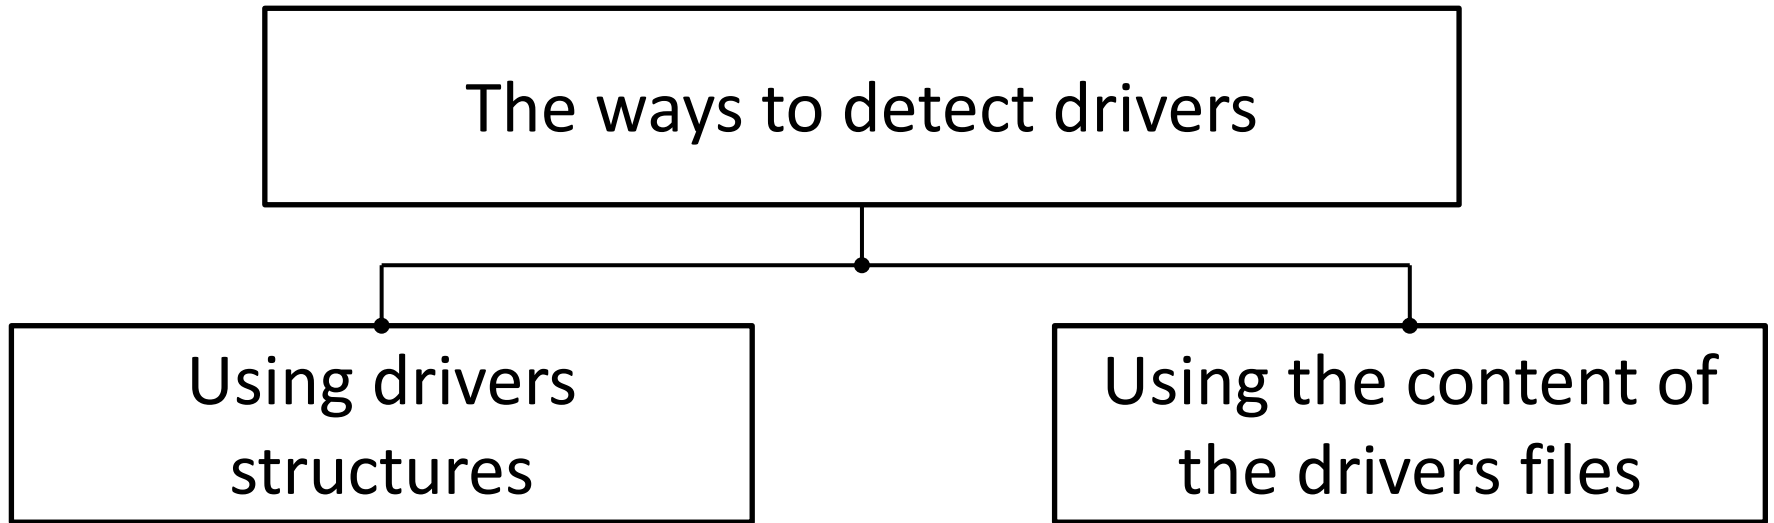 The ways to detect drivers
Using drivers
structures
Using the content of
the drivers files